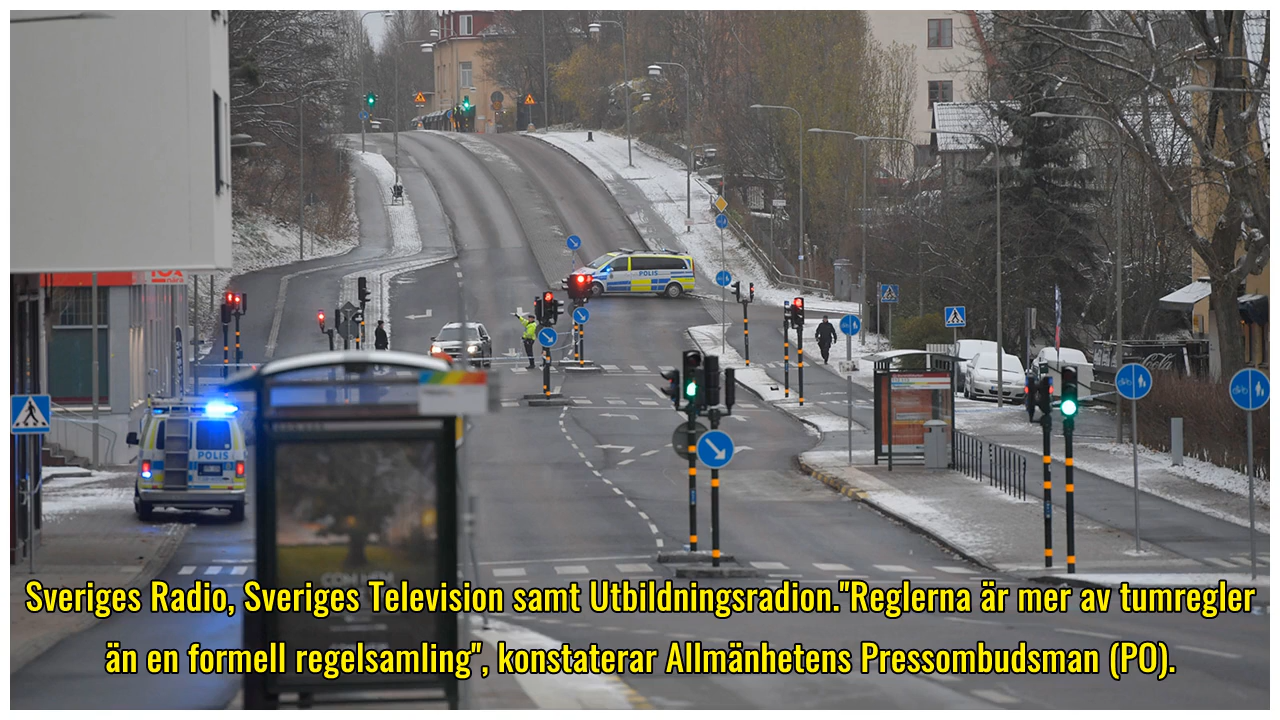 POLIS
POLIS
Sveriges Radio, Sveriges Television samt Utbildningsradion."Reglerna är mer av tumregler
än en formell regelsamling", konstaterar Allmänhetens Pressombudsman (PO).